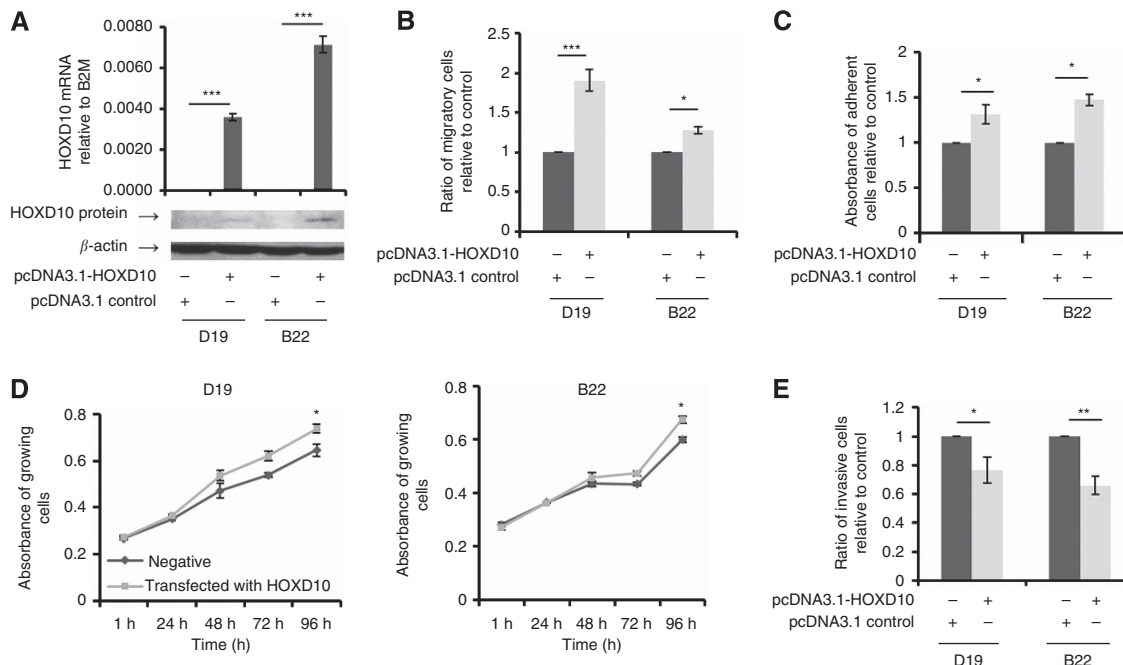 A
HOXD10 mRNA
relative to B2M
0.0080
0.0060
0.0040
0.0020
0.0000
***
***
HOXD10 protein →
β-actin →
pcDNA3.1-HOXD10 – + – +
pcDNA3.1 control + – + –
D19 B22
B
Ratio of migratory cells
relative to control
2.5
2
1.5
1
0.5
0
***
*
pcDNA3.1-HOXD10 – + – +
pcDNA3.1 control + – + –
D19 B22
C
Absorbance of adherent
cells relative to control
2
1.5
1
0.5
0
*
*
pcDNA3.1-HOXD10 – + – +
pcDNA3.1 control + – + –
D19 B22
D
D19
Absorbance of growing
cells
0.8
0.6
0.4
0.2
0
*
Negative
Transfected with HOXD10
1 h 24 h 48 h 72 h 96 h
Time (h)
B22
Absorbance of growing
cells
0.8
0.6
0.4
0.2
0
*
1 h 24 h 48 h 72 h 96 h
Time (h)
E
Ratio of invasive cells
relative to control
1.2
1
0.8
0.6
0.4
0.2
0
*
**
pcDNA3.1-HOXD10 – + – +
pcDNA3.1 control + – + –
D19 B22